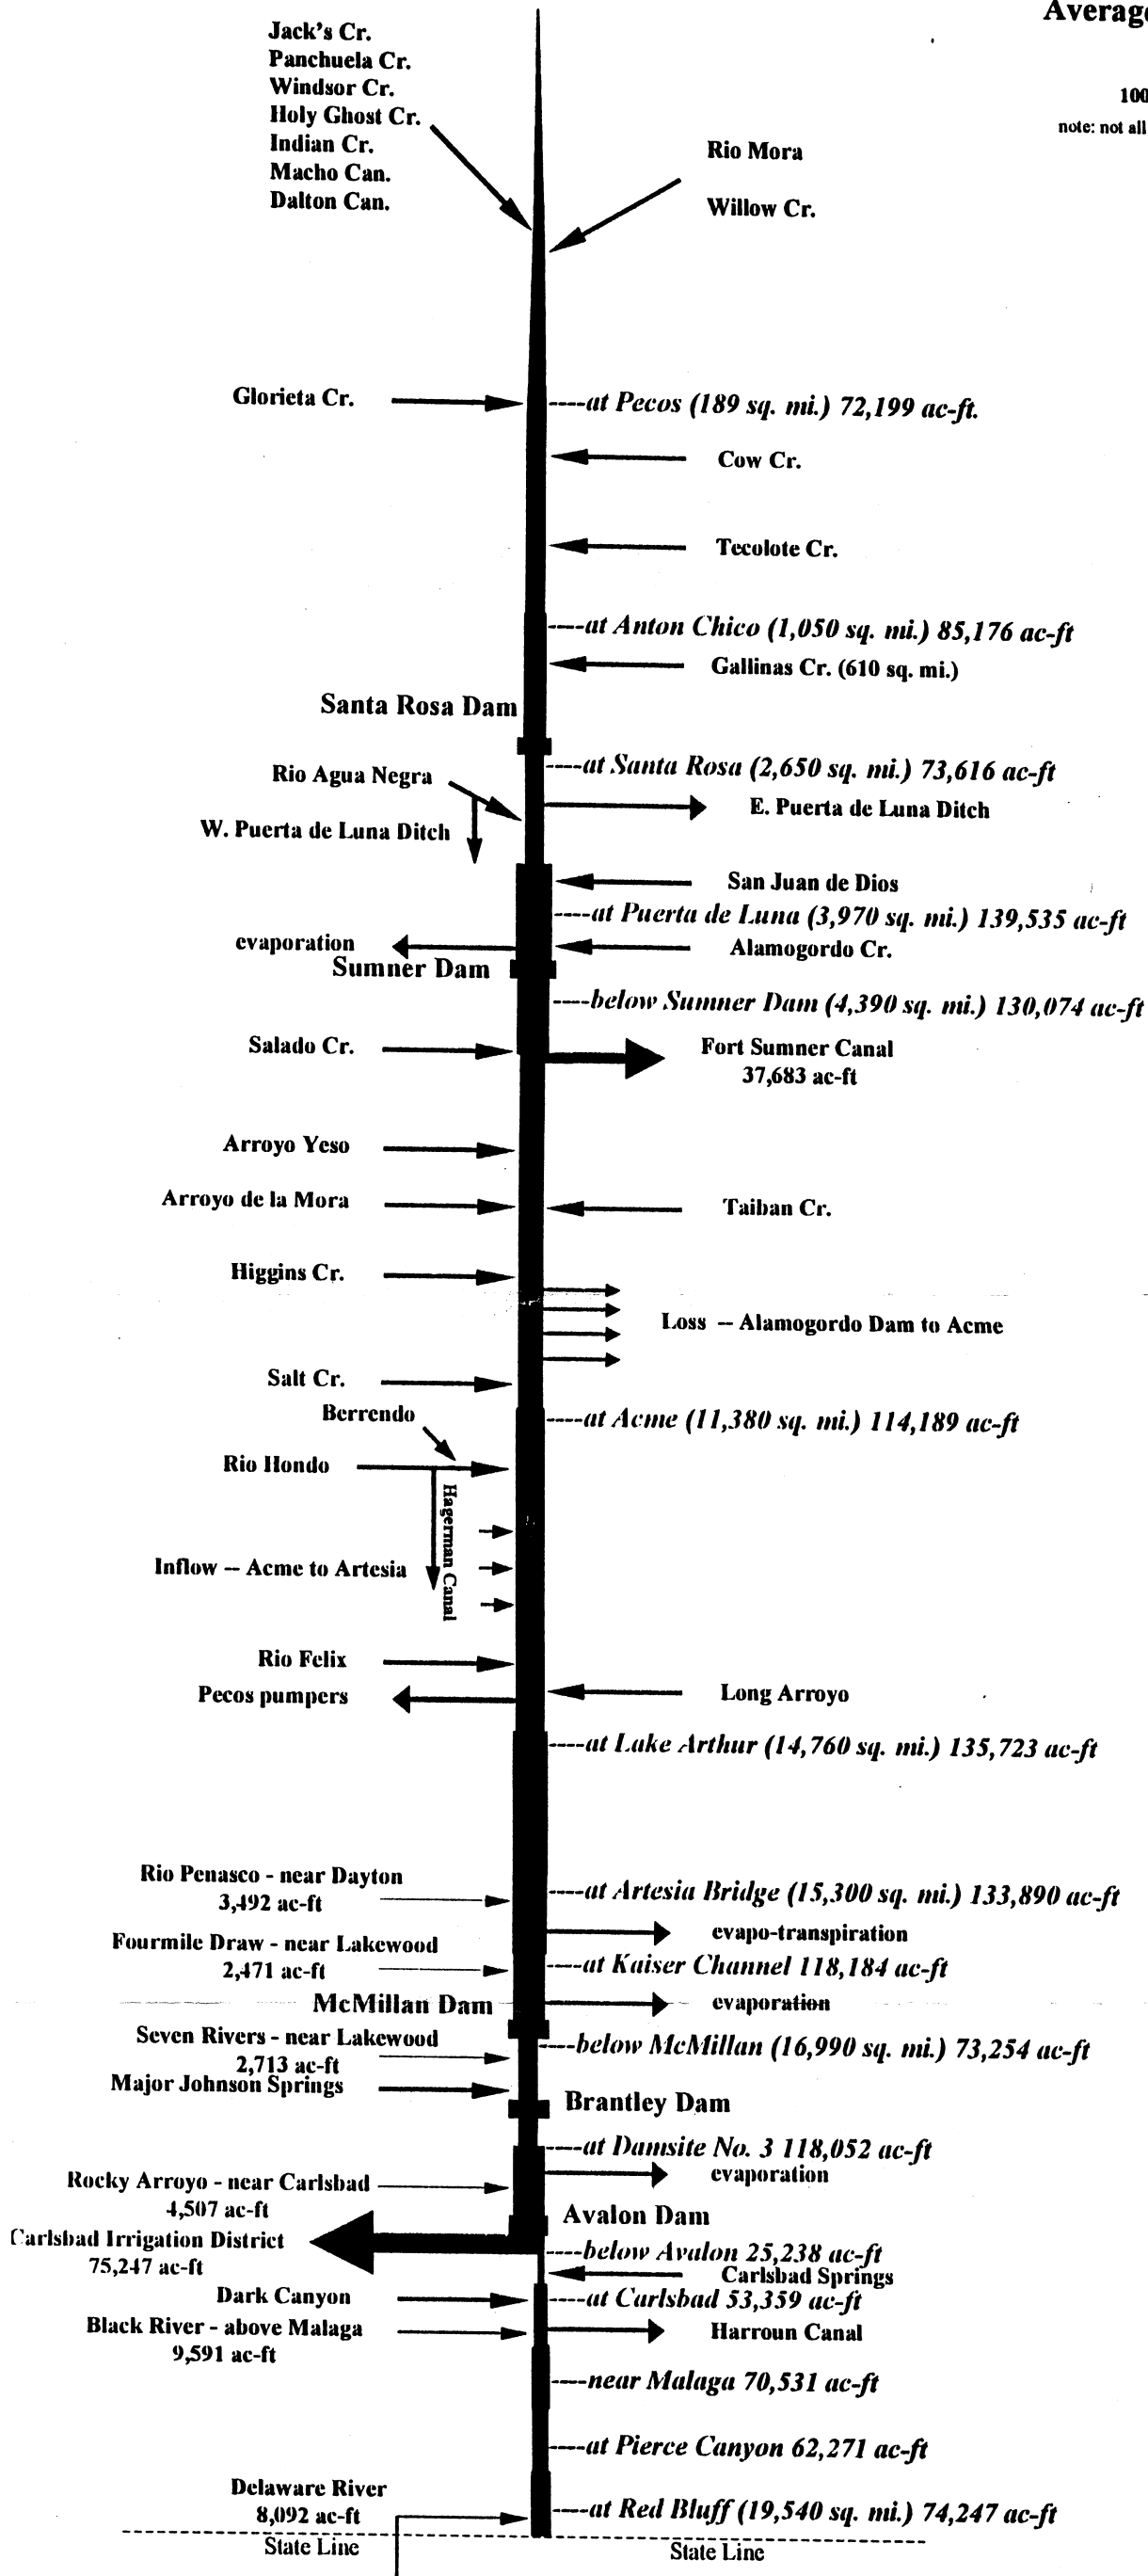 Average
100
note: not all
Jack's Cr.
Panchuela Cr.
Windsor Cr.
Holy Ghost Cr.
Indian Cr.
Macho Can.
Dalton Can.
Rio Mora
Willow Cr.
Glorieta Cr.
----at Pecos (189 sq. mi.) 72,199 ac-ft.
Cow Cr.
Tecolote Cr.
----at Anton Chico (1,050 sq. mi.) 85,176 ac-ft
Gallinas Cr. (610 sq. mi.)
Santa Rosa Dam
----at Santa Rosa (2,650 sq. mi.) 73,616 ac-ft
Rio Agua Negra
E. Puerta de Luna Ditch
W. Puerta de Luna Ditch
San Juan de Dios
----at Puerta de Luna (3,970 sq. mi.) 139,535 ac-ft
evaporation
Alamogordo Cr.
Sumner Dam
----below Sumner Dam (4,390 sq. mi.) 130,074 ac-ft
Salado Cr.
Fort Sumner Canal
37,683 ac-ft
Arroyo Yeso
Arroyo de la Mora
Taiban Cr.
Higgins Cr.
Loss -- Alamogordo Dam to Acme
Salt Cr.
Berrendo
----at Acme (11,380 sq. mi.) 114,189 ac-ft
Rio Hondo
Hagerman Canal
Inflow -- Acme to Artesia
Rio Felix
Pecos pumpers
Long Arroyo
----at Lake Arthur (14,760 sq. mi.) 135,723 ac-ft
Rio Penasco - near Dayton
3,492 ac-ft
----at Artesia Bridge (15,300 sq. mi.) 133,890 ac-ft
evapo-transpiration
Fourmile Draw - near Lakewood
2,471 ac-ft
----at Kaiser Channel 118,184 ac-ft
McMillan Dam
evaporation
Seven Rivers - near Lakewood
2,713 ac-ft
----below McMillan (16,990 sq. mi.) 73,254 ac-ft
Major Johnson Springs
Brantley Dam
----at Damsite No. 3 118,052 ac-ft
evaporation
Rocky Arroyo - near Carlsbad
4,507 ac-ft
Avalon Dam
Carlsbad Irrigation District
75,247 ac-ft
----below Avalon 25,238 ac-ft
Carlsbad Springs
Dark Canyon
----at Carlsbad 53,359 ac-ft
Black River - above Malaga
9,591 ac-ft
Harroun Canal
----near Malaga 70,531 ac-ft
----at Pierce Canyon 62,271 ac-ft
Delaware River
8,092 ac-ft
----at Red Bluff (19,540 sq. mi.) 74,247 ac-ft
State Line
State Line